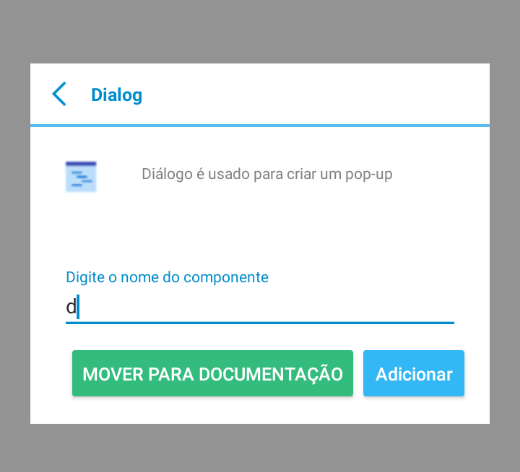 Dialog
Diálogo é usado para criar um pop-up
Digite o nome do componente
d
MOVER PARA DOCUMENTAÇÃO Adicionar